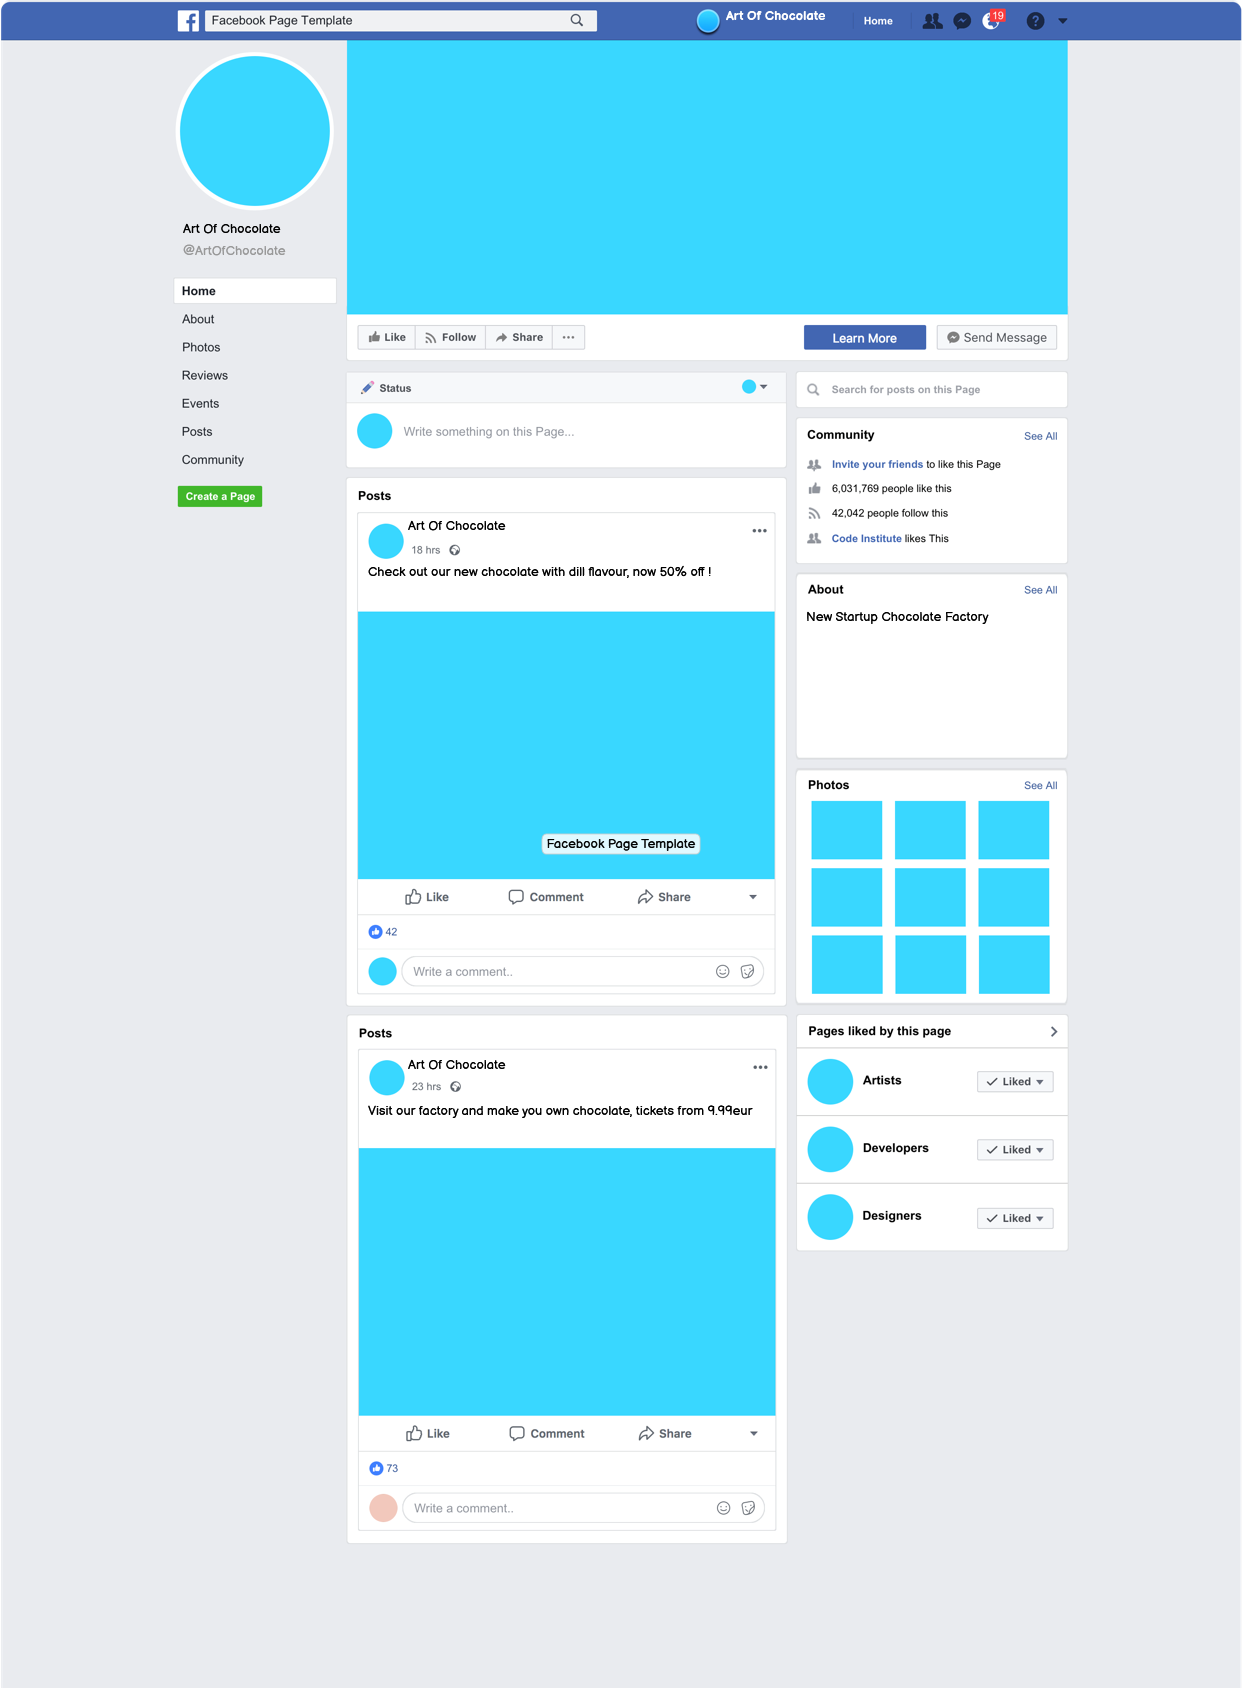 Facebook Page Template
Art Of Chocolate
Home
19
?
Art Of Chocolate
@ArtOfChocolate
Home
About
Photos
Reviews
Events
Posts
Community
Create a Page
Like
Follow
Share
Learn More
Send Message
Status
Write something on this Page...
Posts
Art Of Chocolate
18 hrs
Check out our new chocolate with dill flavour, now 50% off !
Facebook Page Template
Like
Comment
Share
42
Write a comment..
Posts
Art Of Chocolate
23 hrs
Visit our factory and make you own chocolate, tickets from 9.99eur
Like
Comment
Share
73
Write a comment..
Search for posts on this Page
Community
See All
Invite your friends to like this Page
6,031,769 people like this
42,042 people follow this
Code Institute likes This
About
See All
New Startup Chocolate Factory
Photos
See All
Pages liked by this page
Artists
Liked
Developers
Liked
Designers
Liked